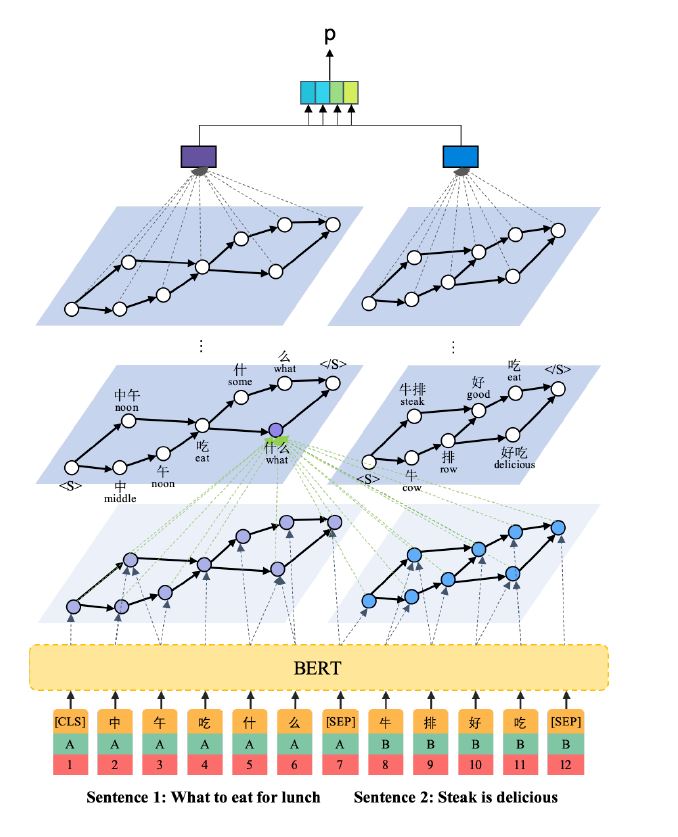 p
什
some
么
what
</S>
中午
noon
吃
eat
什么
what
<S>
中
middle
午
noon
牛排
steak
好
good
吃
eat
</S>
<S>
牛
cow
排
row
好吃
delicious
BERT
[CLS] 中 午 吃 什 么 [SEP] 牛 排 好 吃 [SEP]
A A A A A A A B B B B B
1 2 3 4 5 6 7 8 9 10 11 12
Sentence 1: What to eat for lunch Sentence 2: Steak is delicious